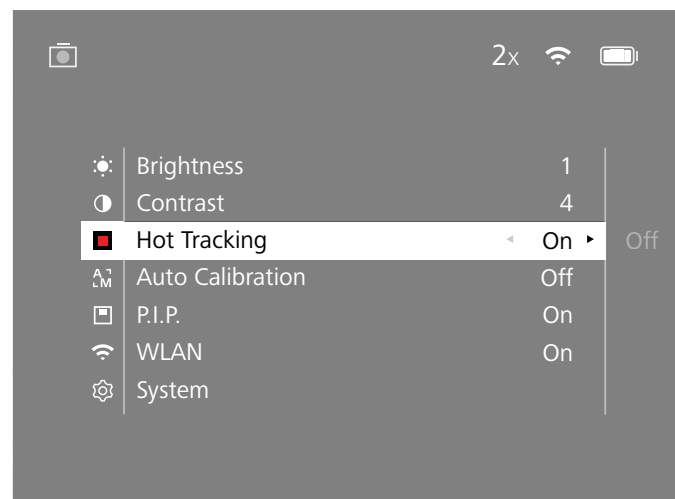 2x
Brightness 1
Contrast 4
Hot Tracking On Off
A M Auto Calibration Off
P.I.P. On
WLAN On
System